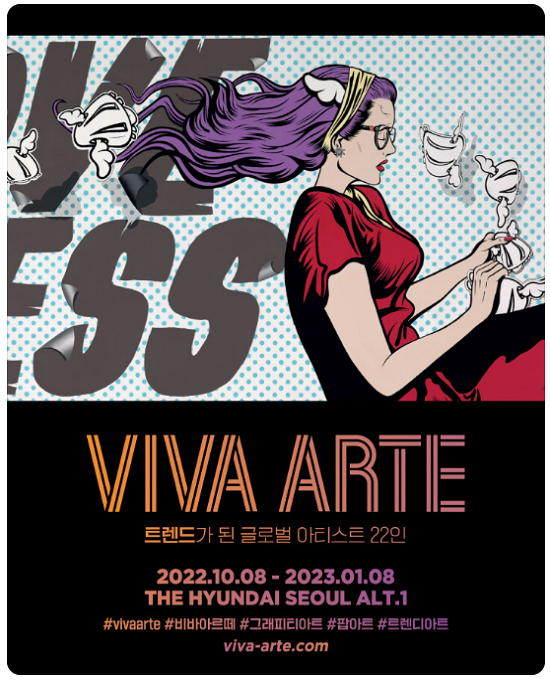 ESS
VIVA ARTE
트렌드가 된 글로벌 아티스트 22인
2022.10.08 - 2023.01.08
THE HYUNDAI SEOUL ALT.1
#vivaarte #비바아르떼 #그래피티아트 #팝아트 #트렌디아트
viva-arte.com